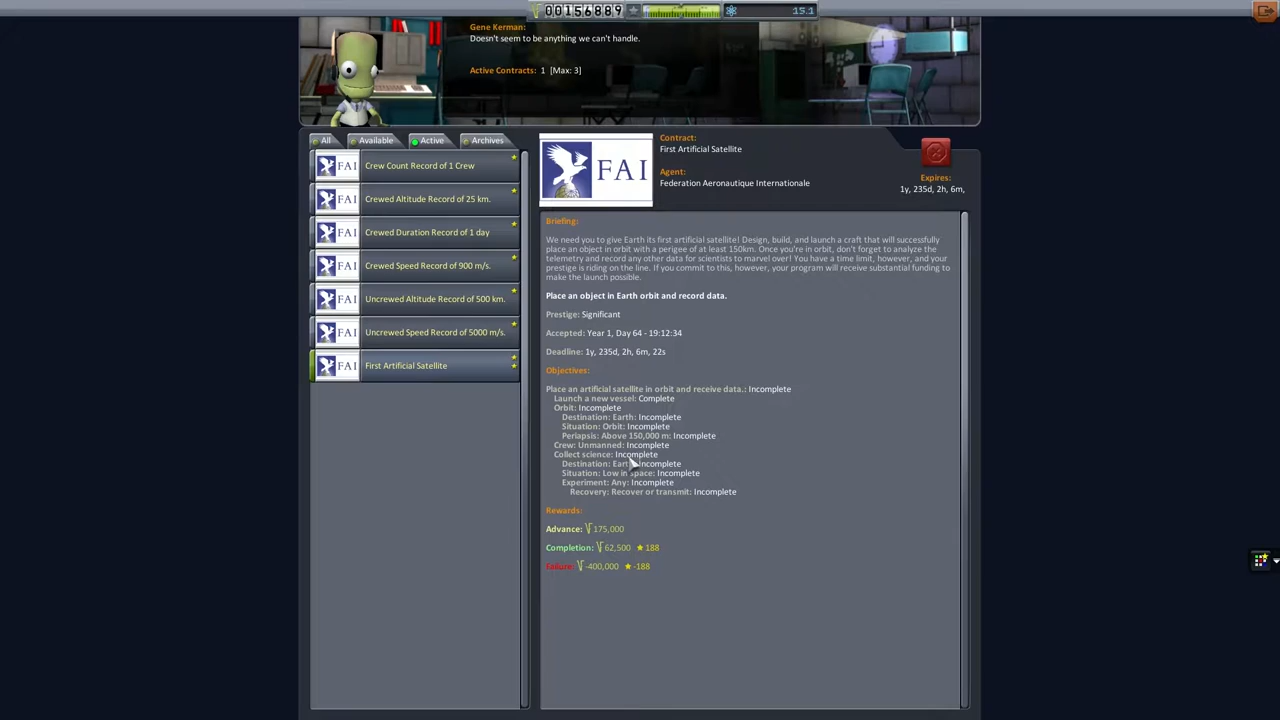 00156889
15.1
Gene Kerman:
Doesn't seem to be anything we can't handle.
Active Contracts: 1 [Max: 3]
All
Available
Active
Archives
FAI Crew Count Record of 1 Crew
FAI Crewed Altitude Record of 25 km.
FAI Crewed Duration Record of 1 day
FAI Crewed Speed Record of 900 m/s.
FAI Uncrewed Altitude Record of 500 km.
FAI Uncrewed Speed Record of 5000 m/s.
FAI First Artificial Satellite
FAI
Contract:
First Artificial Satellite
Agent:
Federation Aeronautique Internationale
Expires:
1y, 235d, 2h, 6m,
Briefing:
We need you to give Earth its first artificial satellite! Design, build, and launch a craft that will successfully
place an object in orbit with a perigee of at least 150km. Once you're in orbit, don't forget to analyze the
telemetry and record any other data for scientists to marvel over! You have a time limit, however, and your
prestige is riding on the line. If you commit to this, however, your program will receive substantial funding to
make the launch possible.
Place an object in Earth orbit and record data.
Prestige: Significant
Accepted: Year 1, Day 64 - 19:12:34
Deadline: 1y, 235d, 2h, 6m, 22s
Objectives:
Place an artificial satellite in orbit and receive data.: Incomplete
Launch a new vessel: Complete
Orbit: Incomplete
Destination: Earth: Incomplete
Situation: Orbit: Incomplete
Periapsis: Above 150,000 m: Incomplete
Crew: Unmanned: Incomplete
Collect science: Incomplete
Destination: Earth: Incomplete
Situation: Low in space: Incomplete
Experiment: Any: Incomplete
Recovery: Recover or transmit: Incomplete
Rewards:
Advance: 175,000
Completion: 62,500 188
Failure: -400,000 -188